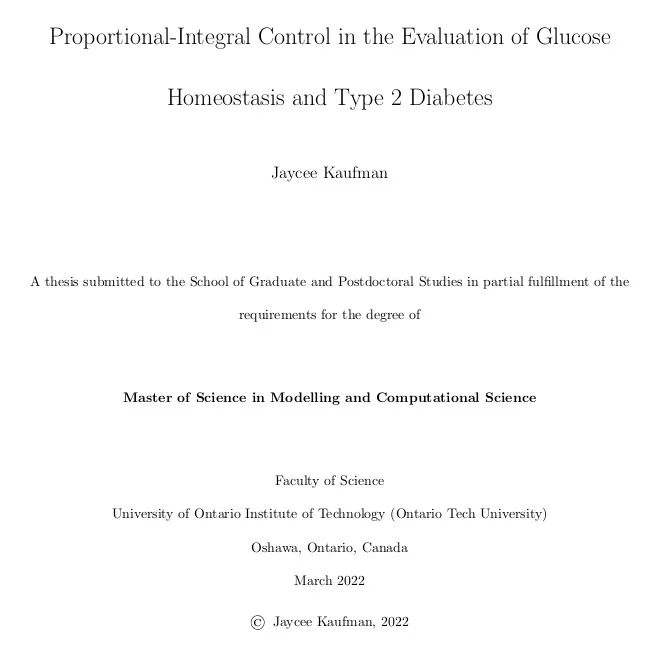 Proportional-Integral Control in the Evaluation of Glucose
Homeostasis and Type 2 Diabetes
Jaycee Kaufman
A thesis submitted to the School of Graduate and Postdoctoral Studies in partial fulfillment of the
requirements for the degree of
Master of Science in Modelling and Computational Science
Faculty of Science
University of Ontario Institute of Technology (Ontario Tech University)
Oshawa, Ontario, Canada
March 2022
© Jaycee Kaufman, 2022